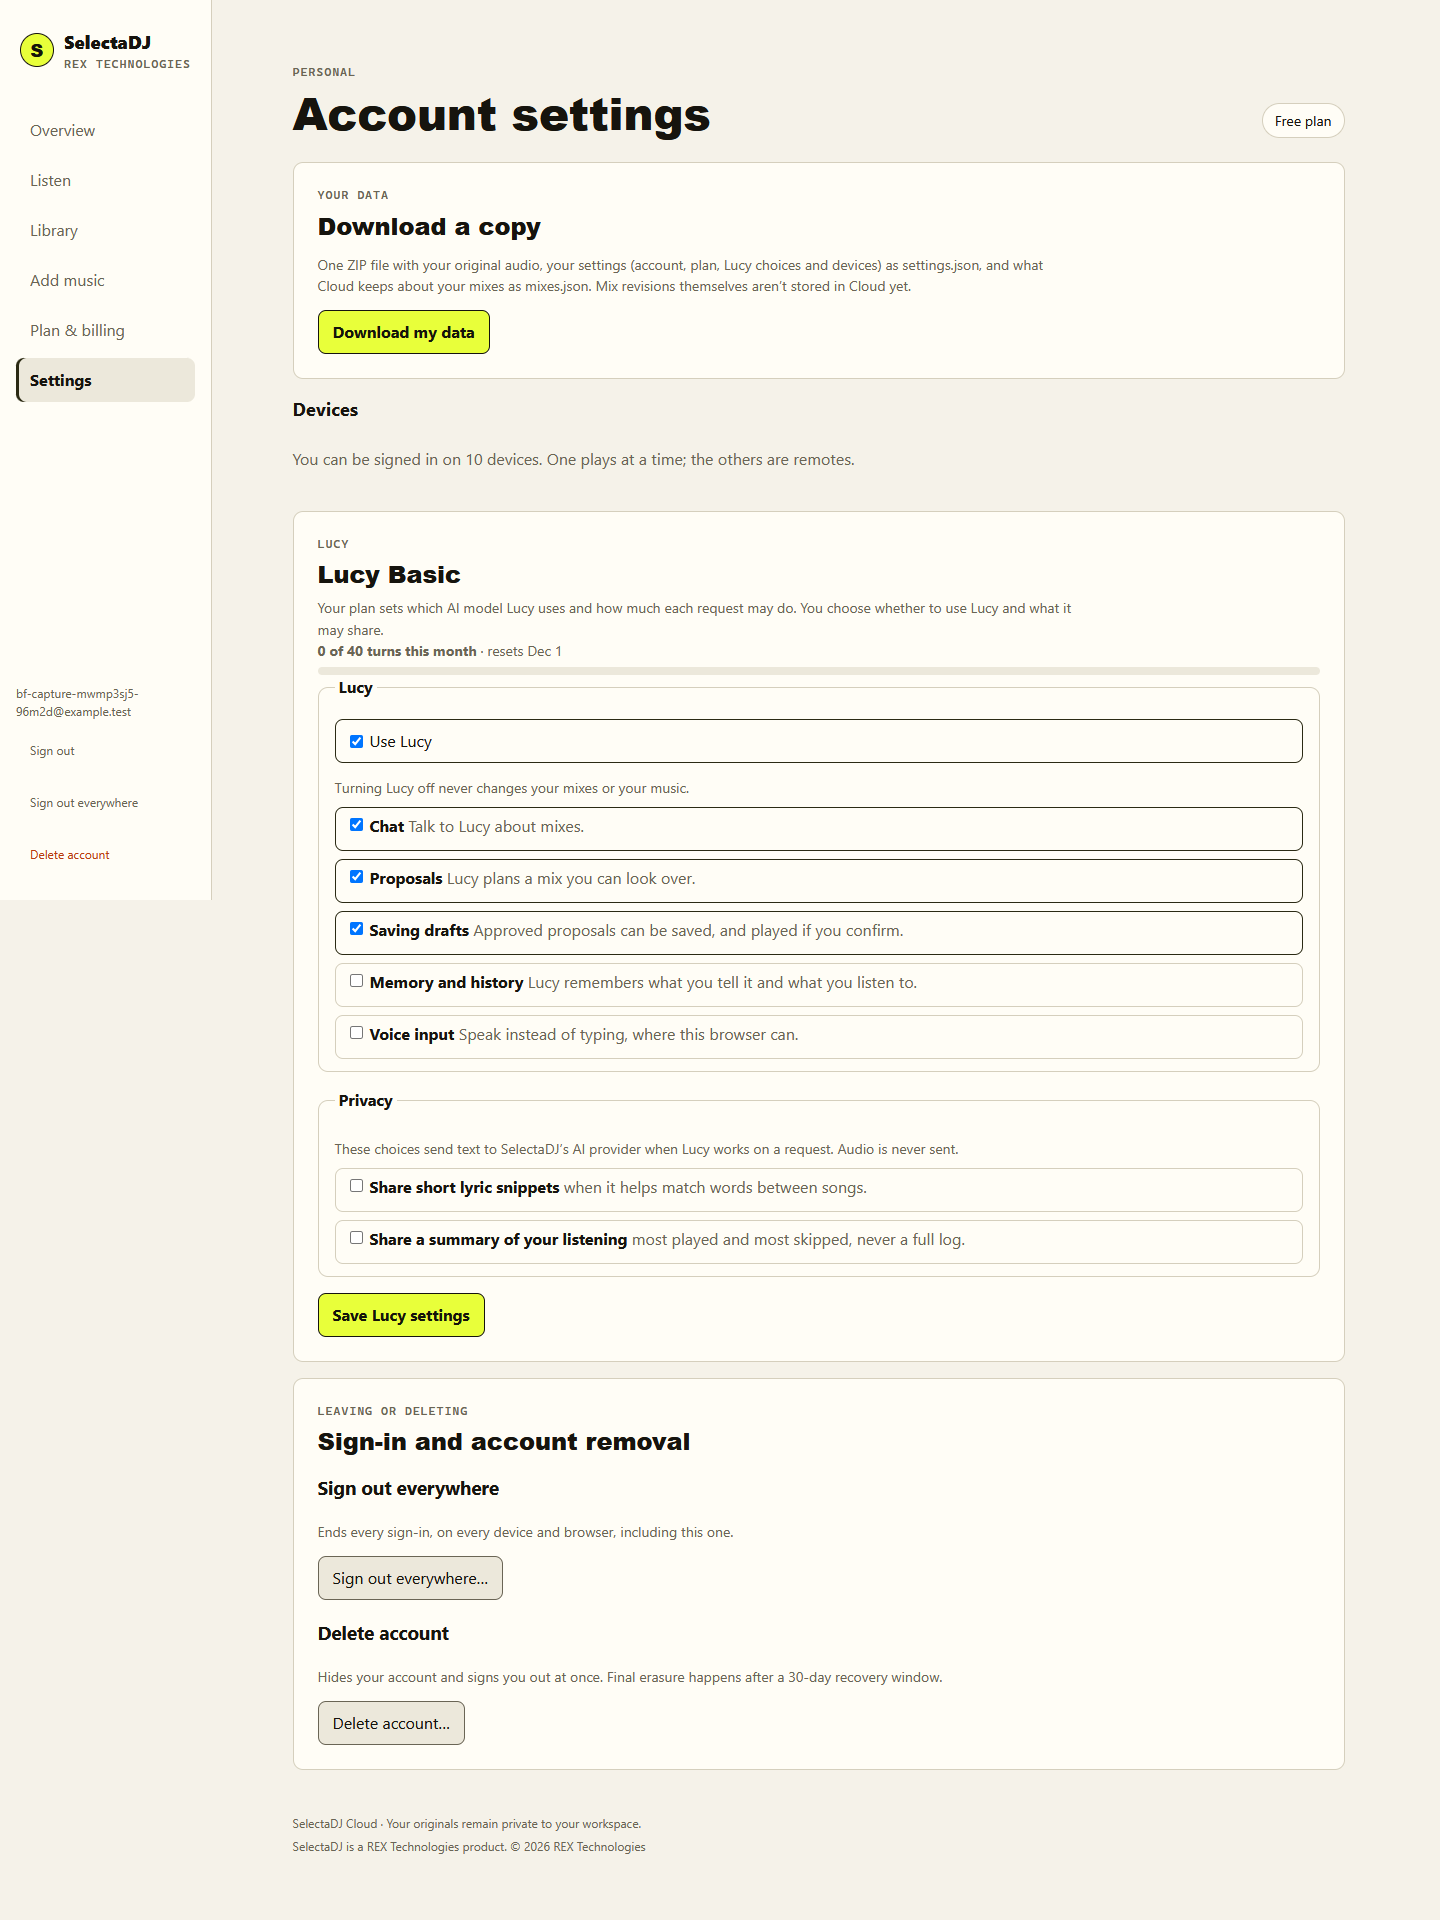 S
SelectaDJ
REX TECHNOLOGIES
Overview
Listen
Library
Add music
Plan & billing
Settings
bf-capture-mwmp3sj5-
96m2d@example.test
Sign out
Sign out everywhere
Delete account
PERSONAL
Account settings
Free plan
YOUR DATA
Download a copy
One ZIP file with your original audio, your settings (account, plan, Lucy choices and devices) as settings.json, and what
Cloud keeps about your mixes as mixes.json. Mix revisions themselves aren’t stored in Cloud yet.
Download my data
Devices
You can be signed in on 10 devices. One plays at a time; the others are remotes.
LUCY
Lucy Basic
Your plan sets which AI model Lucy uses and how much each request may do. You choose whether to use Lucy and what it
may share.
0 of 40 turns this month · resets Dec 1
Lucy
Use Lucy
Turning Lucy off never changes your mixes or your music.
Chat Talk to Lucy about mixes.
Proposals Lucy plans a mix you can look over.
Saving drafts Approved proposals can be saved, and played if you confirm.
Memory and history Lucy remembers what you tell it and what you listen to.
Voice input Speak instead of typing, where this browser can.
Privacy
These choices send text to SelectaDJ’s AI provider when Lucy works on a request. Audio is never sent.
Share short lyric snippets when it helps match words between songs.
Share a summary of your listening most played and most skipped, never a full log.
Save Lucy settings
LEAVING OR DELETING
Sign-in and account removal
Sign out everywhere
Ends every sign-in, on every device and browser, including this one.
Sign out everywhere…
Delete account
Hides your account and signs you out at once. Final erasure happens after a 30-day recovery window.
Delete account…
SelectaDJ Cloud · Your originals remain private to your workspace.
SelectaDJ is a REX Technologies product. © 2026 REX Technologies